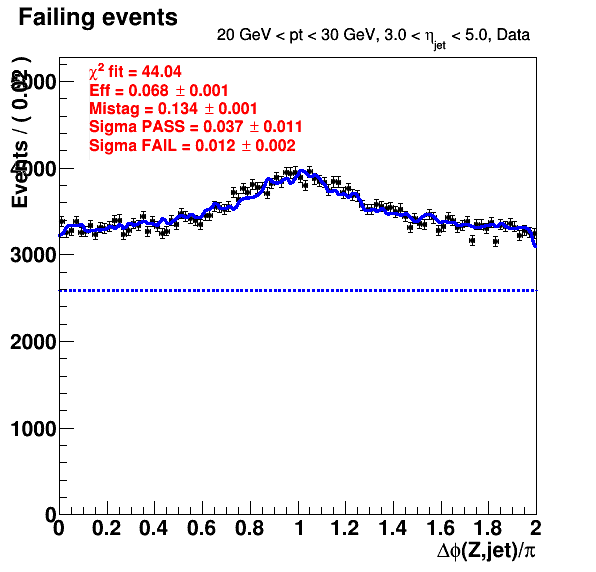 Failing events
20 GeV < pt < 30 GeV, 3.0 < η_jet < 5.0, Data
χ² fit = 44.04
Eff = 0.068 ± 0.001
Mistag = 0.134 ± 0.001
Sigma PASS = 0.037 ± 0.011
Sigma FAIL = 0.012 ± 0.002
Events / ( 0.02 )
5000
4000
3000
2000
1000
0
0 0.2 0.4 0.6 0.8 1 1.2 1.4 1.6 1.8 2
Δϕ(Z,jet)/π